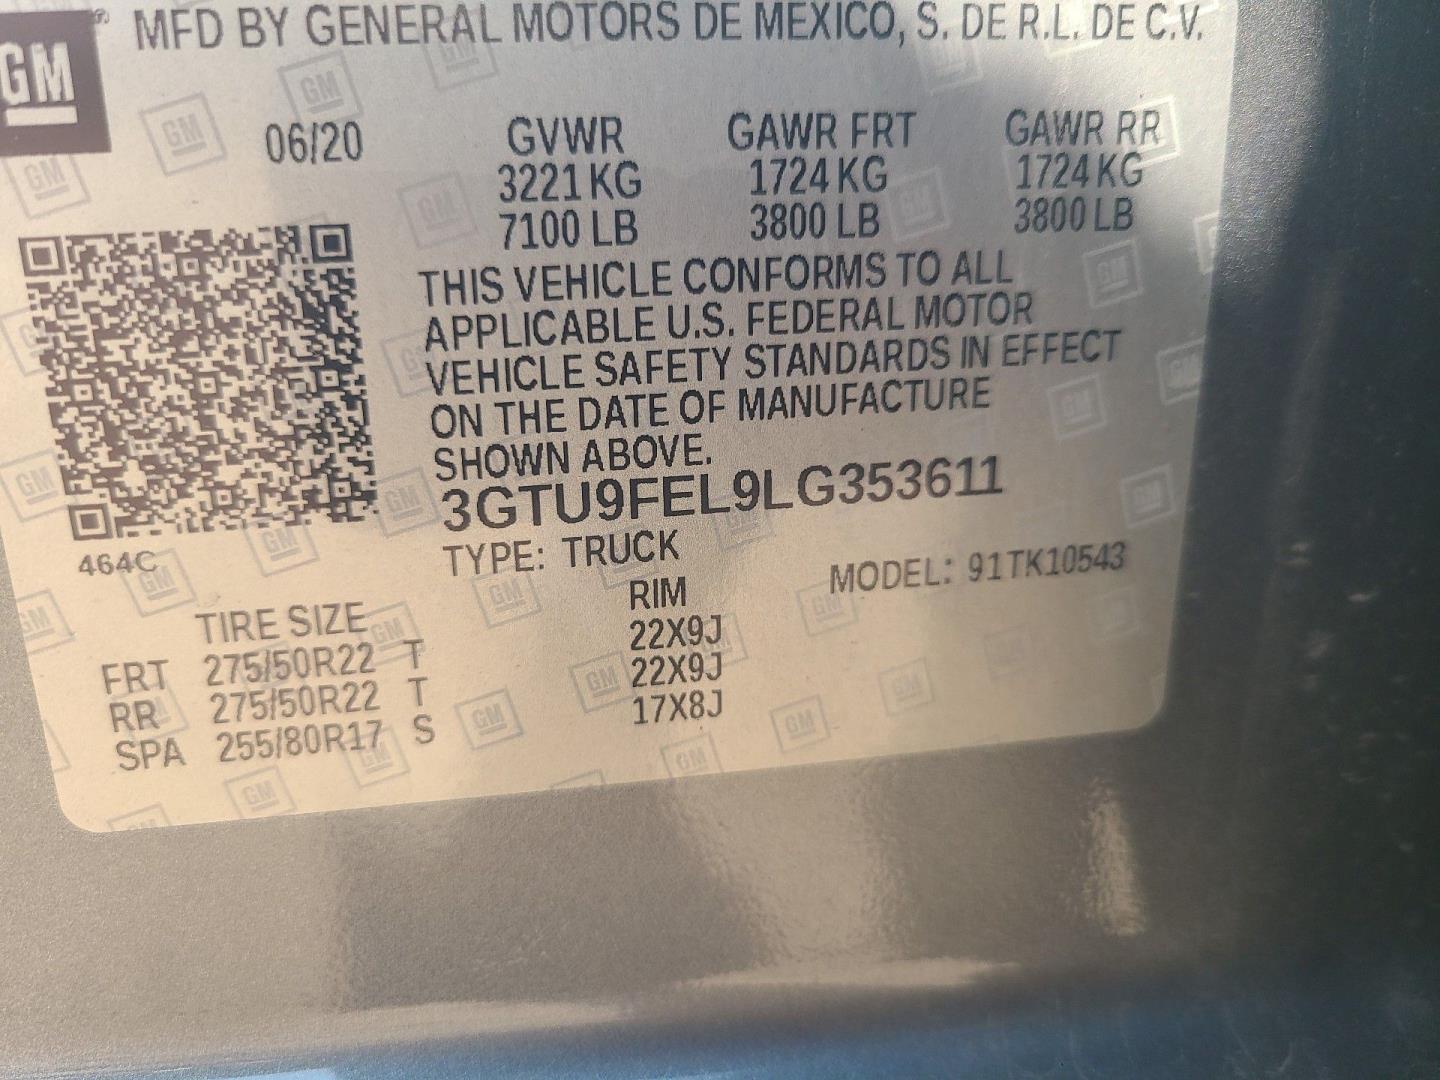 GM
MFD BY GENERAL MOTORS DE MEXICO, S. DE R.L. DE C.V.
06/20 GVWR GAWR FRT GAWR RR
3221 KG 1724 KG 1724 KG
7100 LB 3800 LB 3800 LB
THIS VEHICLE CONFORMS TO ALL
APPLICABLE U.S. FEDERAL MOTOR
VEHICLE SAFETY STANDARDS IN EFFECT
ON THE DATE OF MANUFACTURE
SHOWN ABOVE.
3GTU9FEL9LG353611
464C
TYPE: TRUCK MODEL: 91TK10543
TIRE SIZE RIM
FRT 275/50R22 T 22X9J
RR 275/50R22 T 22X9J
SPA 255/80R17 S 17X8J